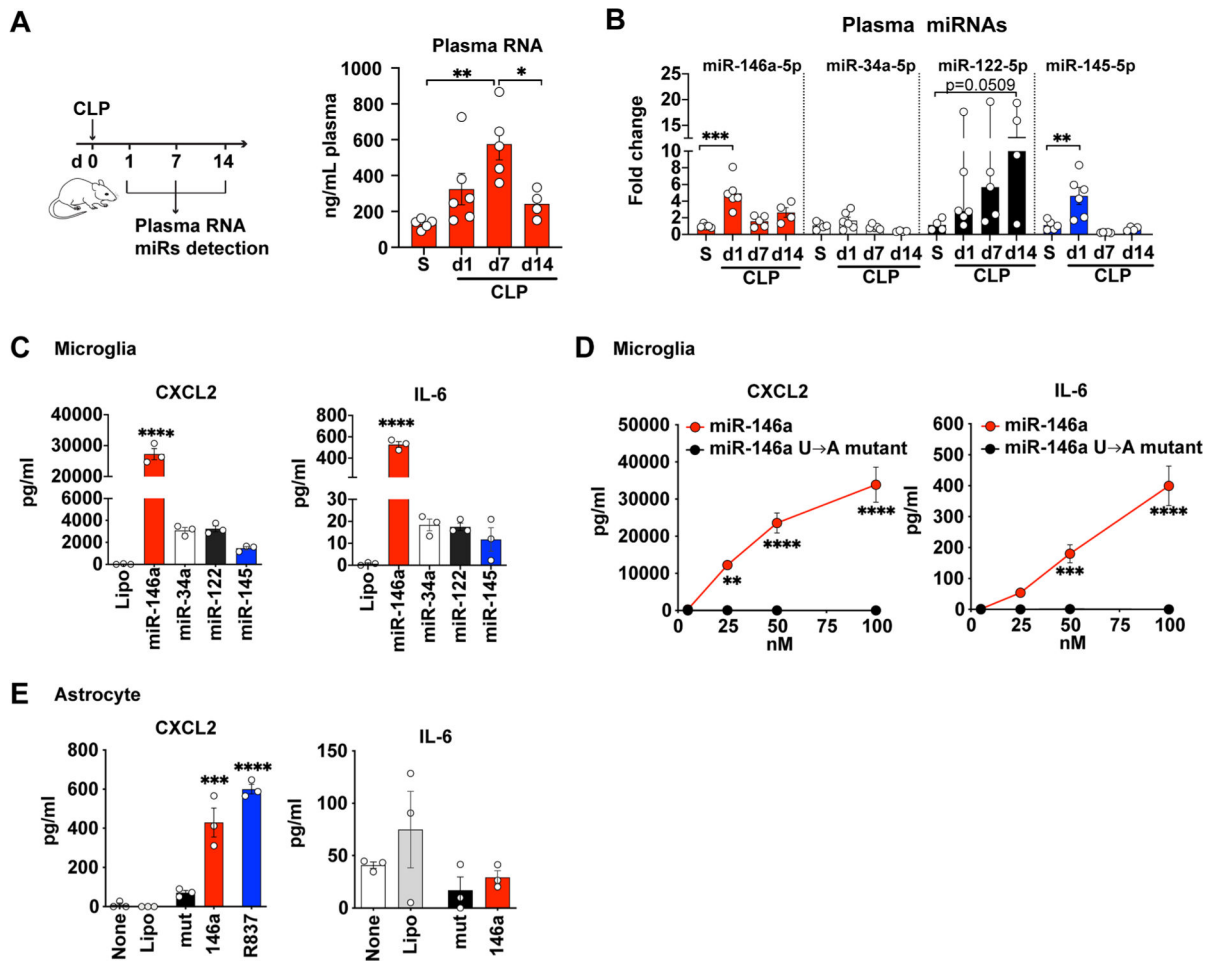 A
CLP
d 0 1 7 14
Plasma RNA
miRs detection
Plasma RNA
ng/mL plasma
1000
800
600
400
200
0
** *
S d1 d7 d14
CLP
B
Plasma miRNAs
miR-146a-5p miR-34a-5p miR-122-5p miR-145-5p
p=0.0509
Fold change
25
20
15
10
8
6
4
2
0
*** **
S d1 d7 d14 S d1 d7 d14 S d1 d7 d14 S d1 d7 d14
CLP CLP CLP CLP
C Microglia
CXCL2
pg/ml
40000
30000
20000
10000
6000
4000
2000
0
****
Lipo
miR-146a
miR-34a
miR-122
miR-145
IL-6
pg/ml
800
600
400
200
20
10
0
****
Lipo
miR-146a
miR-34a
miR-122
miR-145
D Microglia
CXCL2
miR-146a
miR-146a U→A mutant
pg/ml
50000
40000
30000
20000
10000
0
**
****
****
0 25 50 75 100
nM
IL-6
miR-146a
miR-146a U→A mutant
pg/ml
600
500
400
300
200
100
0
***
****
0 25 50 75 100
nM
E Astrocyte
CXCL2
pg/ml
800
600
400
200
0
***
****
None
Lipo
mut
146a
R837
IL-6
pg/ml
150
100
50
0
None
Lipo
mut
146a